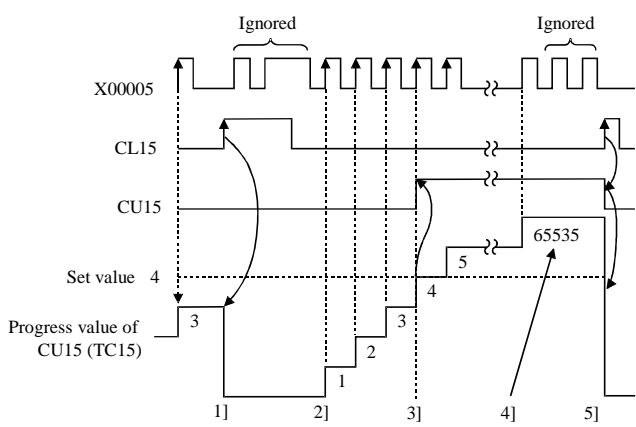 Ignored
Ignored
X00005
CL15
CU15
65535
5
Set value 4
4
3
3
Progress value of
CU15 (TC15)
2
1
1]
2]
3]
4]
5]